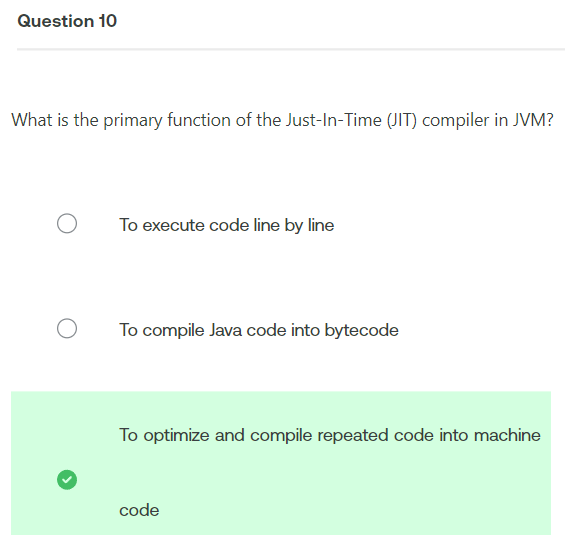 Question 10
What is the primary function of the Just-In-Time (JIT) compiler in JVM?
To execute code line by line
To compile Java code into bytecode
To optimize and compile repeated code into machine
code